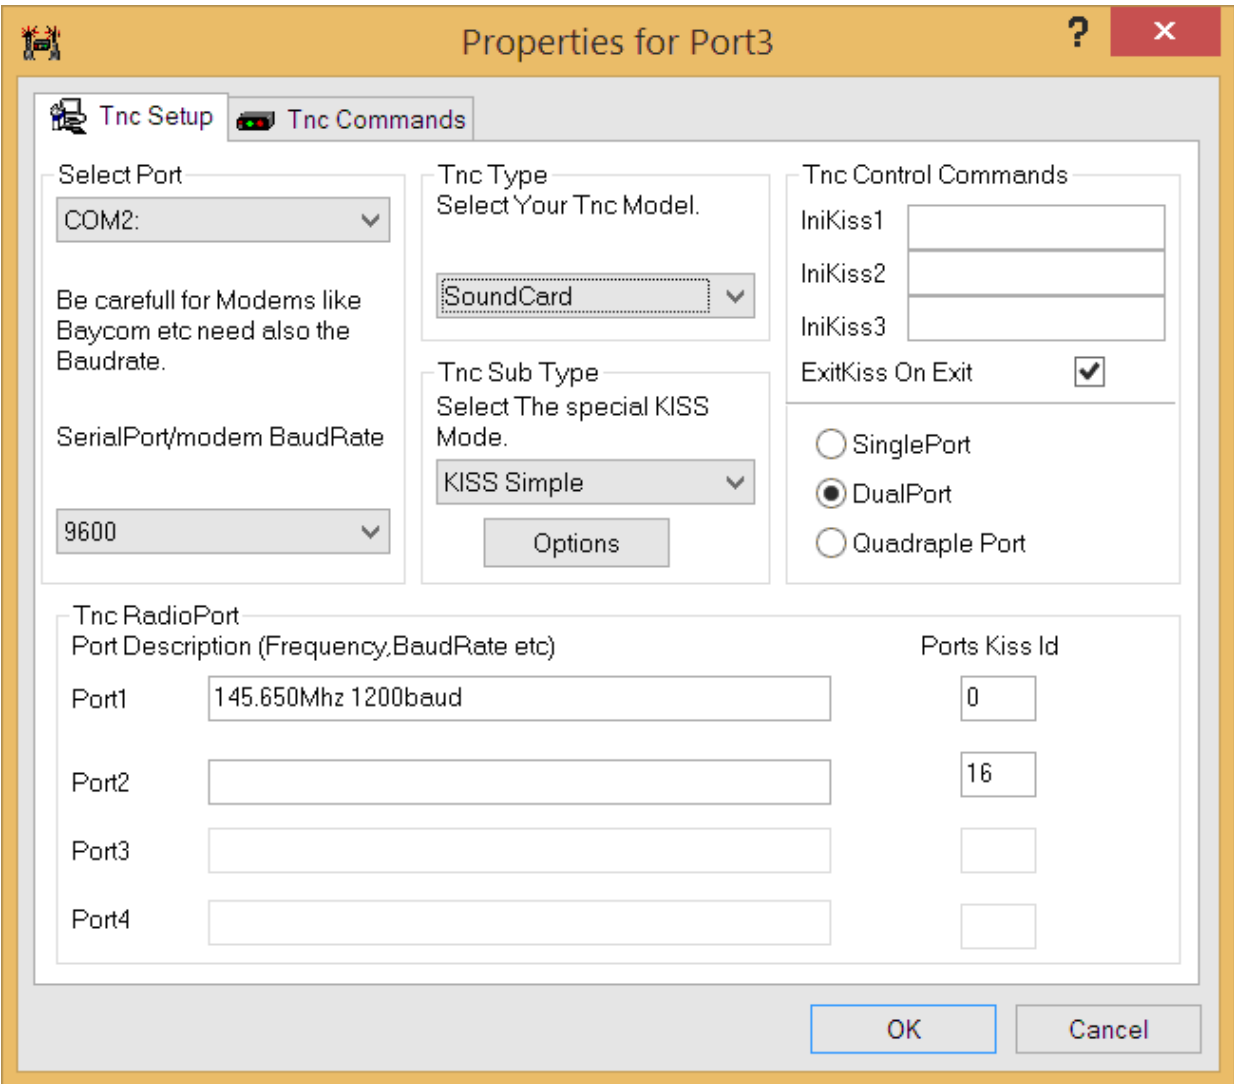 Properties for Port3
?
Tnc Setup
Tnc Commands
Select Port
COM2:
Be carefull for Modems like
Baycom etc need also the
Baudrate.
SerialPort/modem BaudRate
9600
Tnc Type
Select Your Tnc Model.
SoundCard
Tnc Sub Type
Select The special KISS
Mode.
KISS Simple
Options
Tnc Control Commands
IniKiss1
IniKiss2
IniKiss3
ExitKiss On Exit
SinglePort
DualPort
Quadraple Port
Tnc RadioPort
Port Description (Frequency,BaudRate etc)
Ports Kiss Id
Port1
145.650Mhz 1200baud
0
Port2
16
Port3
Port4
OK
Cancel